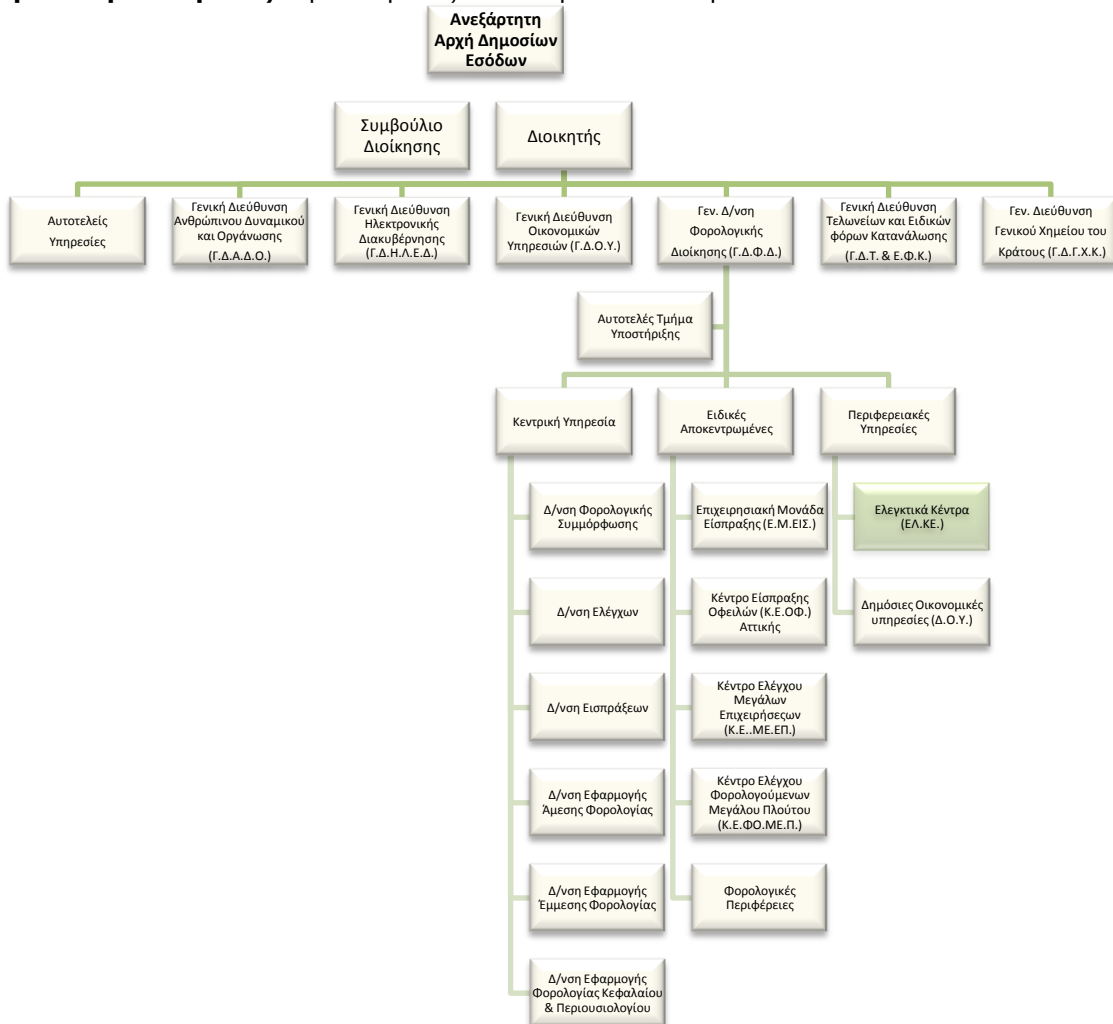 Ανεξάρτητη
Αρχή Δημοσίων
Εσόδων
Συμβούλιο
Διοίκησης
Διοικητής
Αυτοτελείς
Υπηρεσίες
Γενική Διεύθυνση
Ανθρώπινου Δυναμικού
και Οργάνωσης
(Γ.Δ.Α.Δ.Ο.)
Γενική Διεύθυνση
Ηλεκτρονικής
Διακυβέρνησης
(Γ.Δ.Η.Λ.Ε.Δ.)
Γενική Διεύθυνση
Οικονομικών
Υπηρεσιών (Γ.Δ.Ο.Υ.)
Γεν. Δ/νση
Φορολογικής
Διοίκησης (Γ.Δ.Φ.Δ.)
Γενική Διεύθυνση
Τελωνείων και Ειδικών
φόρων Κατανάλωσης
(Γ.Δ.Τ. & Ε.Φ.Κ.)
Γεν. Διεύθυνση
Γενικού Χημείου του
Κράτους (Γ.Δ.Γ.Χ.Κ.)
Αυτοτελές Τμήμα
Υποστήριξης
Κεντρική Υπηρεσία
Ειδικές
Αποκεντρωμένες
Περιφερειακές
Υπηρεσίες
Δ/νση Φορολογικής
Συμμόρφωσης
Δ/νση Ελέγχων
Δ/νση Εισπράξεων
Δ/νση Εφαρμογής
Άμεσης Φορολογίας
Δ/νση Εφαρμογής
Έμμεσης Φορολογίας
Δ/νση Εφαρμογής
Φορολογίας Κεφαλαίου
& Περιουσιολογίου
Επιχειρησιακή Μονάδα
Είσπραξης (Ε.Μ.ΕΙΣ.)
Κέντρο Είσπραξης
Οφειλών (Κ.Ε.ΟΦ.)
Αττικής
Κέντρο Ελέγχου
Μεγάλων
Επιχειρήσεςων
(Κ.Ε..ΜΕ.ΕΠ.)
Κέντρο Ελέγχου
Φορολογούμενων
Μεγάλου Πλούτου
(Κ.Ε.ΦΟ.ΜΕ.Π.)
Φορολογικές
Περιφέρειες
Ελεγκτικά Κέντρα
(ΕΛ.ΚΕ.)
Δημόσιες Οικονομικές
υπηρεσίες (Δ.Ο.Υ.)